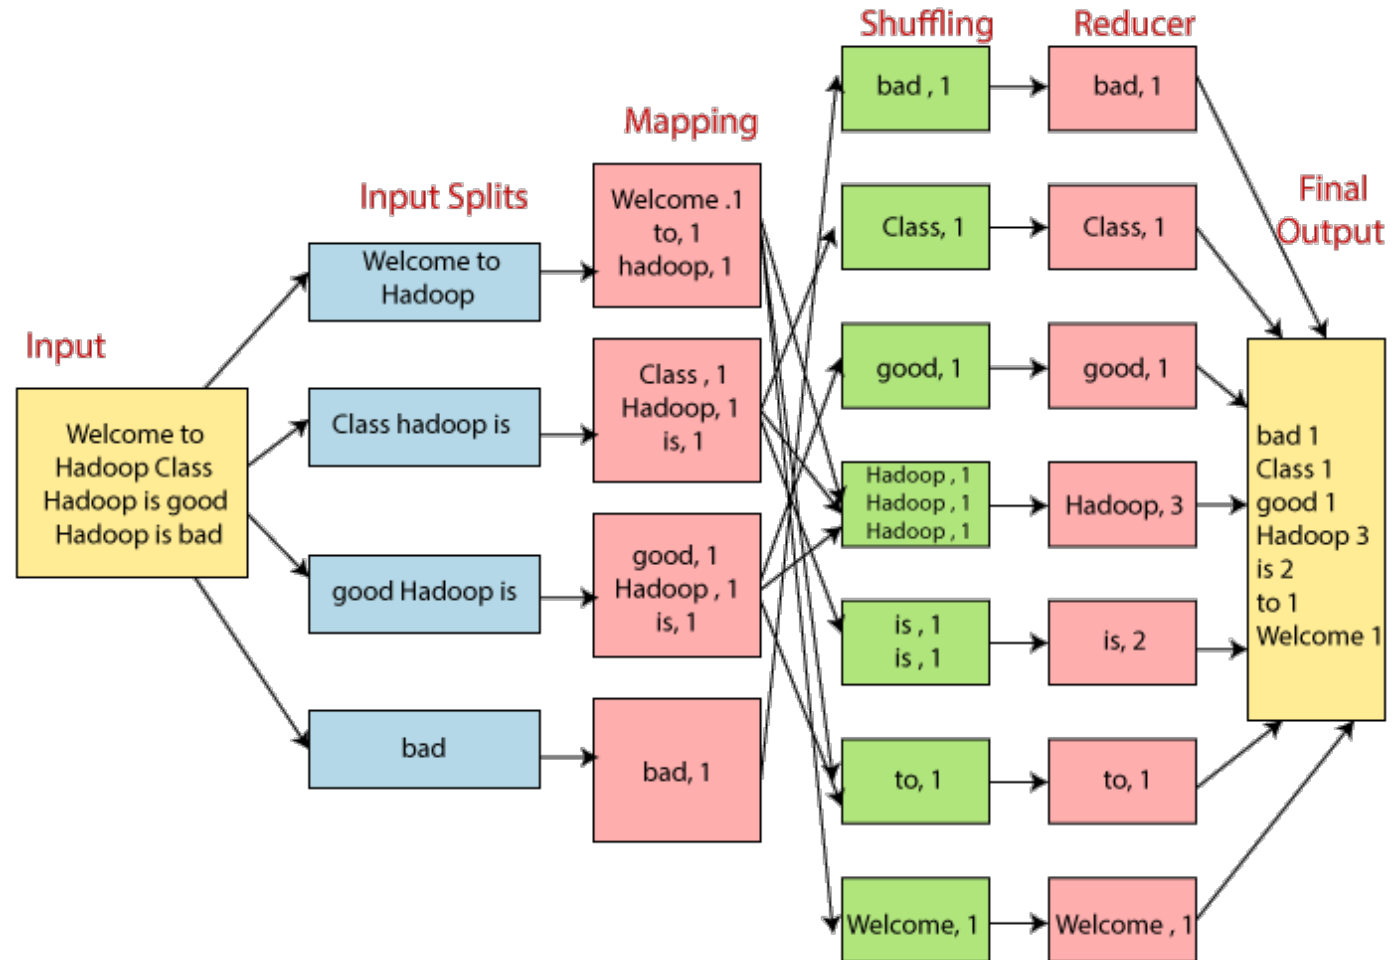 Input
Welcome to
Hadoop Class
Hadoop is good
Hadoop is bad
Input Splits
Welcome to
Hadoop
Class hadoop is
good Hadoop is
bad
Mapping
Welcome .1
to, 1
hadoop, 1
Class , 1
Hadoop, 1
is, 1
good, 1
Hadoop , 1
is, 1
bad, 1
Shuffling
bad , 1
Class, 1
good, 1
Hadoop , 1
Hadoop , 1
Hadoop , 1
is , 1
is , 1
to, 1
Welcome, 1
Reducer
bad, 1
Class, 1
good, 1
Hadoop, 3
is, 2
to, 1
Welcome , 1
Final
Output
bad 1
Class 1
good 1
Hadoop 3
is 2
to 1
Welcome 1